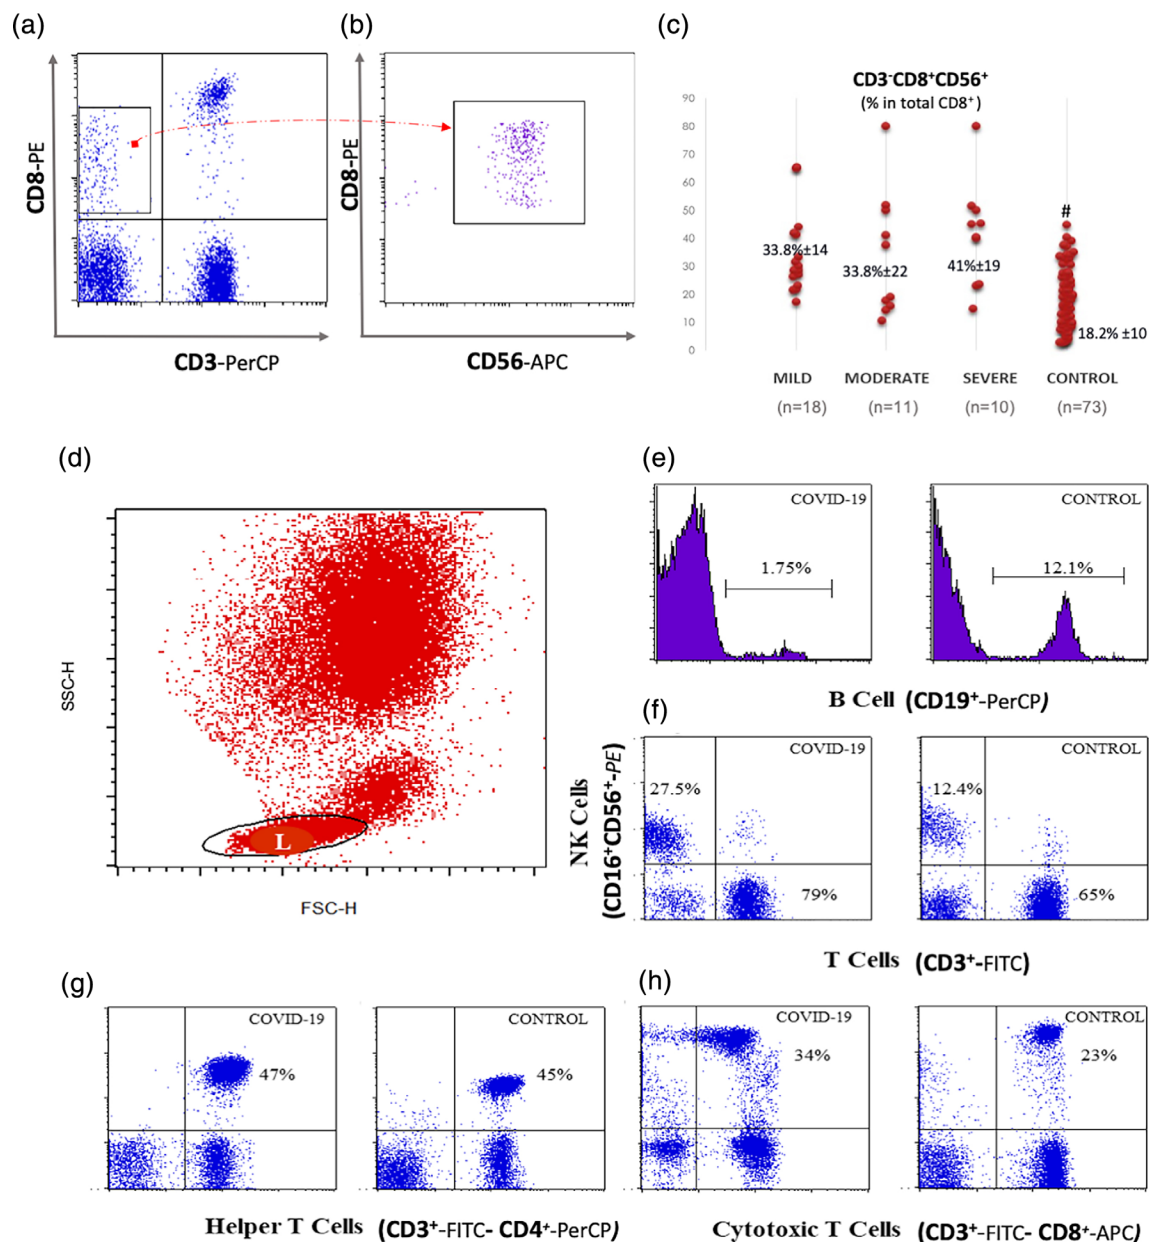 (a)
(b)
(c)
CD8-PE
CD3-PerCP
CD8-PE
CD56-APC
CD3-CD8+CD56+
(% in total CD8+)
90
80
70
60
50
40
30
20
10
0
33.8%±14
33.8%±22
41%±19
#
18.2% ±10
MILD
MODERATE
SEVERE
CONTROL
(n=18)
(n=11)
(n=10)
(n=73)
(d)
SSC-H
L
FSC-H
(e)
COVID-19
1.75%
CONTROL
12.1%
B Cell (CD19+-PerCP)
(f)
NK Cells
(CD16+CD56+-PE)
COVID-19
27.5%
79%
CONTROL
12.4%
65%
T Cells (CD3+-FITC)
(g)
COVID-19
47%
CONTROL
45%
Helper T Cells (CD3+-FITC- CD4+-PerCP)
(h)
COVID-19
34%
CONTROL
23%
Cytotoxic T Cells (CD3+-FITC- CD8+-APC)